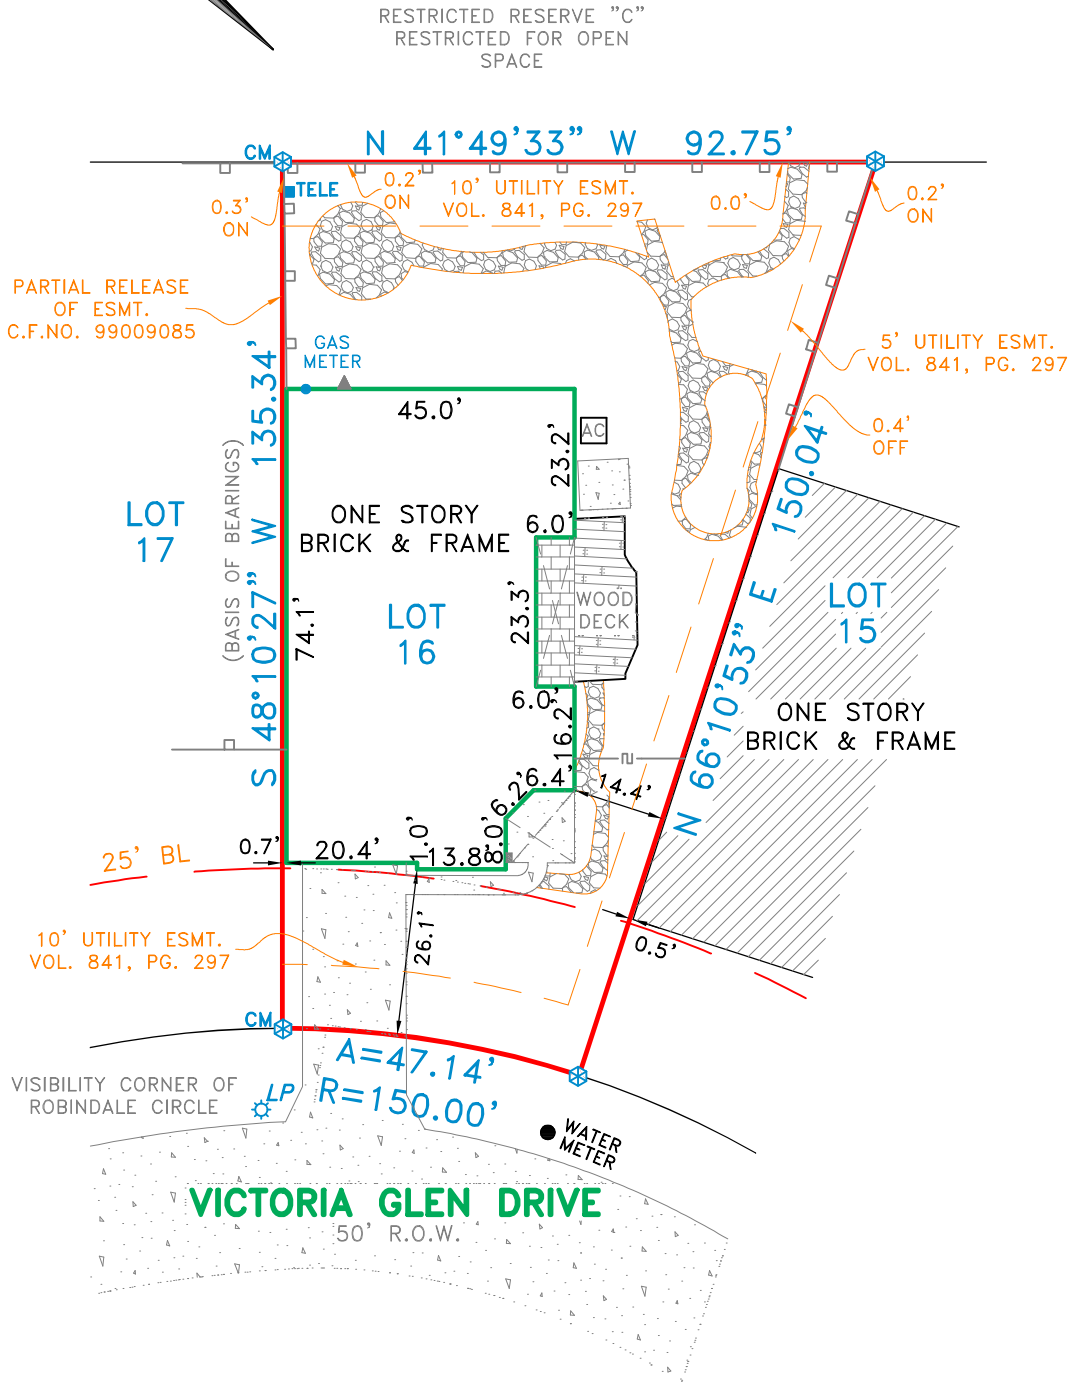 RESTRICTED RESERVE "C"
RESTRICTED FOR OPEN
SPACE
N 41°49'33" W 92.75'
CM
TELE
0.2'
ON
10' UTILITY ESMT.
VOL. 841, PG. 297
0.0'
0.2'
ON
0.3'
ON
PARTIAL RELEASE
OF ESMT.
C.F.NO. 99009085
GAS
METER
5' UTILITY ESMT.
VOL. 841, PG. 297
0.4'
OFF
45.0'
AC
23.2'
S 48°10'27" W 135.34'
(BASIS OF BEARINGS)
N 66°10'53" E 150.04'
LOT
17
ONE STORY
BRICK & FRAME
6.0'
LOT
16
74.1'
23.3'
WOOD
DECK
LOT
15
6.0'
16.2'
ONE STORY
BRICK & FRAME
6.4'
14.4'
6.2'
8.0'
1.0'
13.8'
20.4'
0.7'
25' BL
26.1'
0.5'
10' UTILITY ESMT.
VOL. 841, PG. 297
CM
A=47.14'
R=150.00'
VISIBILITY CORNER OF
ROBINDALE CIRCLE
LP
WATER
METER
VICTORIA GLEN DRIVE
50' R.O.W.